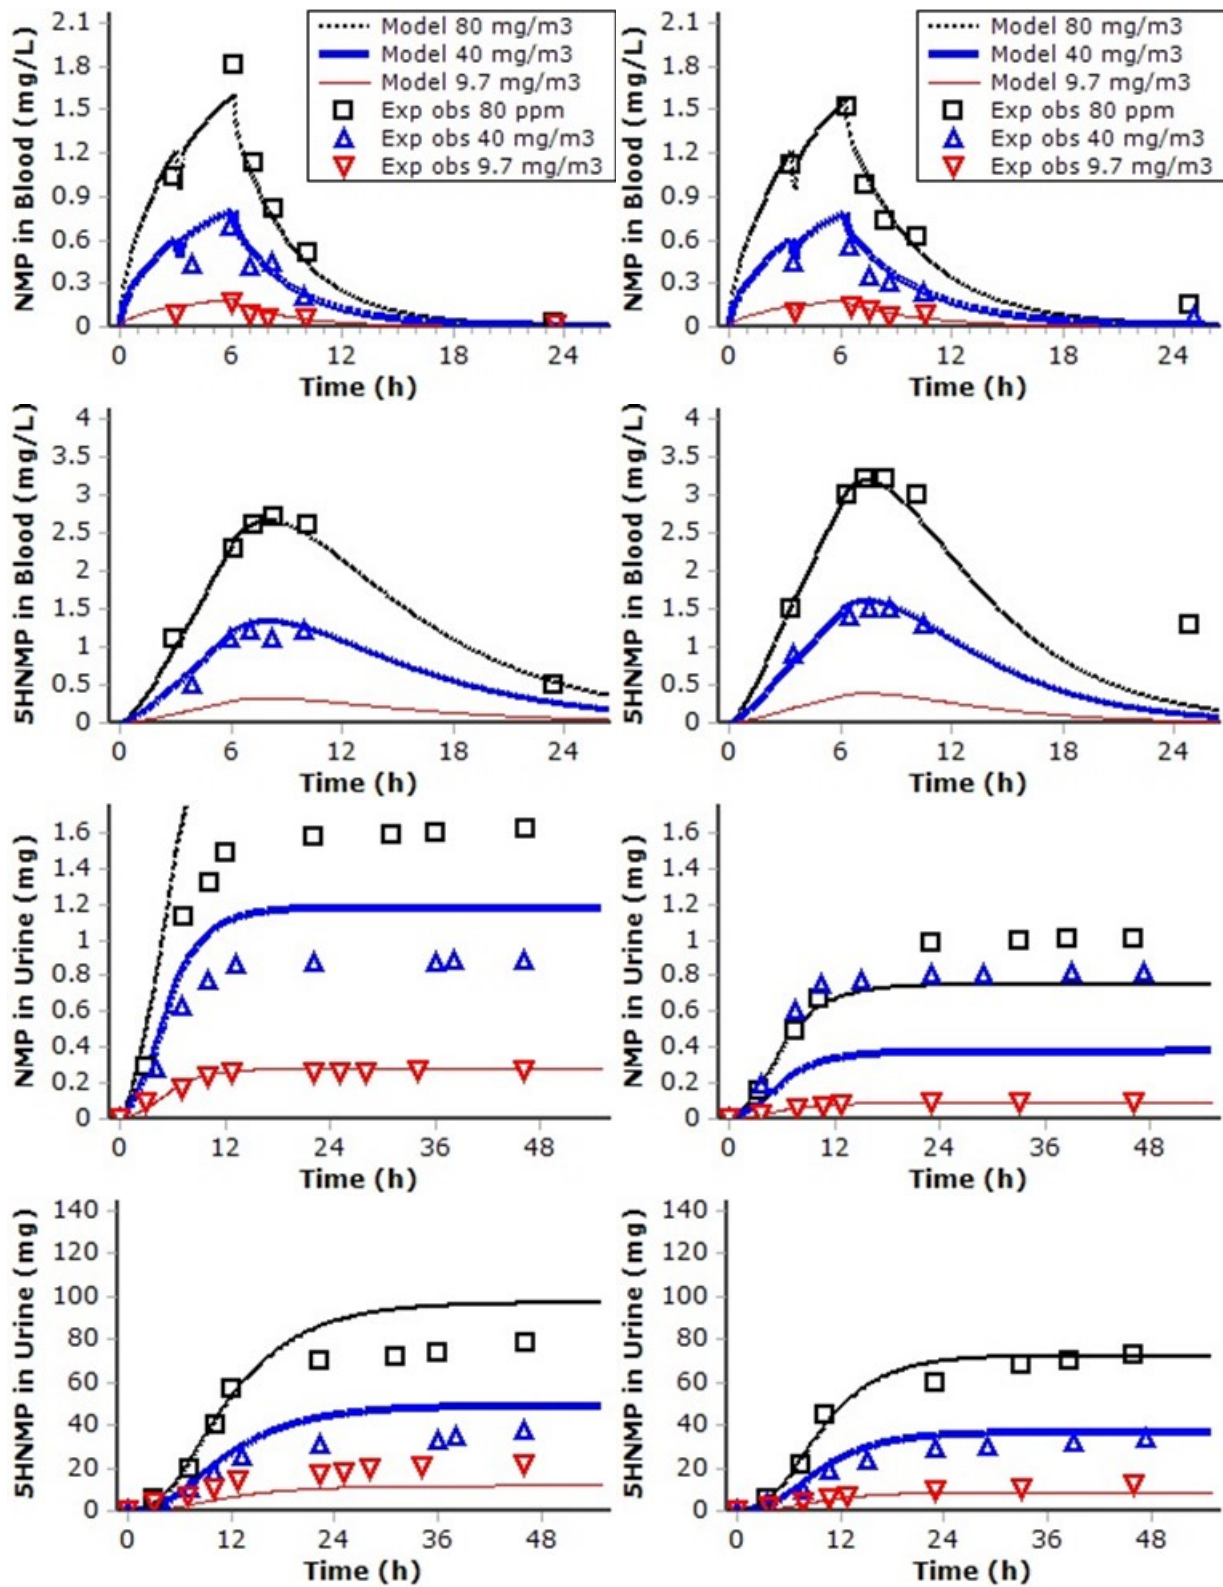 2.1
1.8
1.5
1.2
0.9
0.6
0.3
0
NMP in Blood (mg/L)
Model 80 mg/m3
Model 40 mg/m3
Model 9.7 mg/m3
Exp obs 80 ppm
Exp obs 40 mg/m3
Exp obs 9.7 mg/m3
0 6 12 18 24
Time (h)
2.1
1.8
1.5
1.2
0.9
0.6
0.3
0
NMP in Blood (mg/L)
Model 80 mg/m3
Model 40 mg/m3
Model 9.7 mg/m3
Exp obs 80 ppm
Exp obs 40 mg/m3
Exp obs 9.7 mg/m3
0 6 12 18 24
Time (h)
4
3.5
3
2.5
2
1.5
1
0.5
0
5HNMP in Blood (mg/L)
0 6 12 18 24
Time (h)
4
3.5
3
2.5
2
1.5
1
0.5
0
5HNMP in Blood (mg/L)
0 6 12 18 24
Time (h)
1.6
1.4
1.2
1
0.8
0.6
0.4
0.2
0
NMP in Urine (mg)
0 12 24 36 48
Time (h)
1.6
1.4
1.2
1
0.8
0.6
0.4
0.2
0
NMP in Urine (mg)
0 12 24 36 48
Time (h)
140
120
100
80
60
40
20
0
5HNMP in Urine (mg)
0 12 24 36 48
Time (h)
140
120
100
80
60
40
20
0
5HNMP in Urine (mg)
0 12 24 36 48
Time (h)